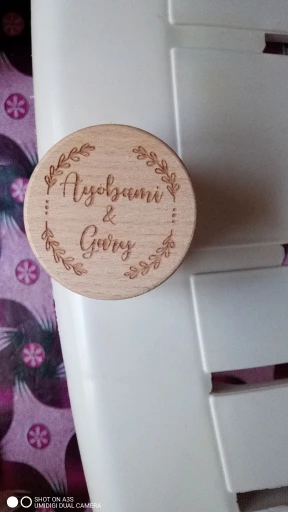 Ayobami
&
Gary
SHOT ON A3S
UMIDIGI DUAL CAMERA